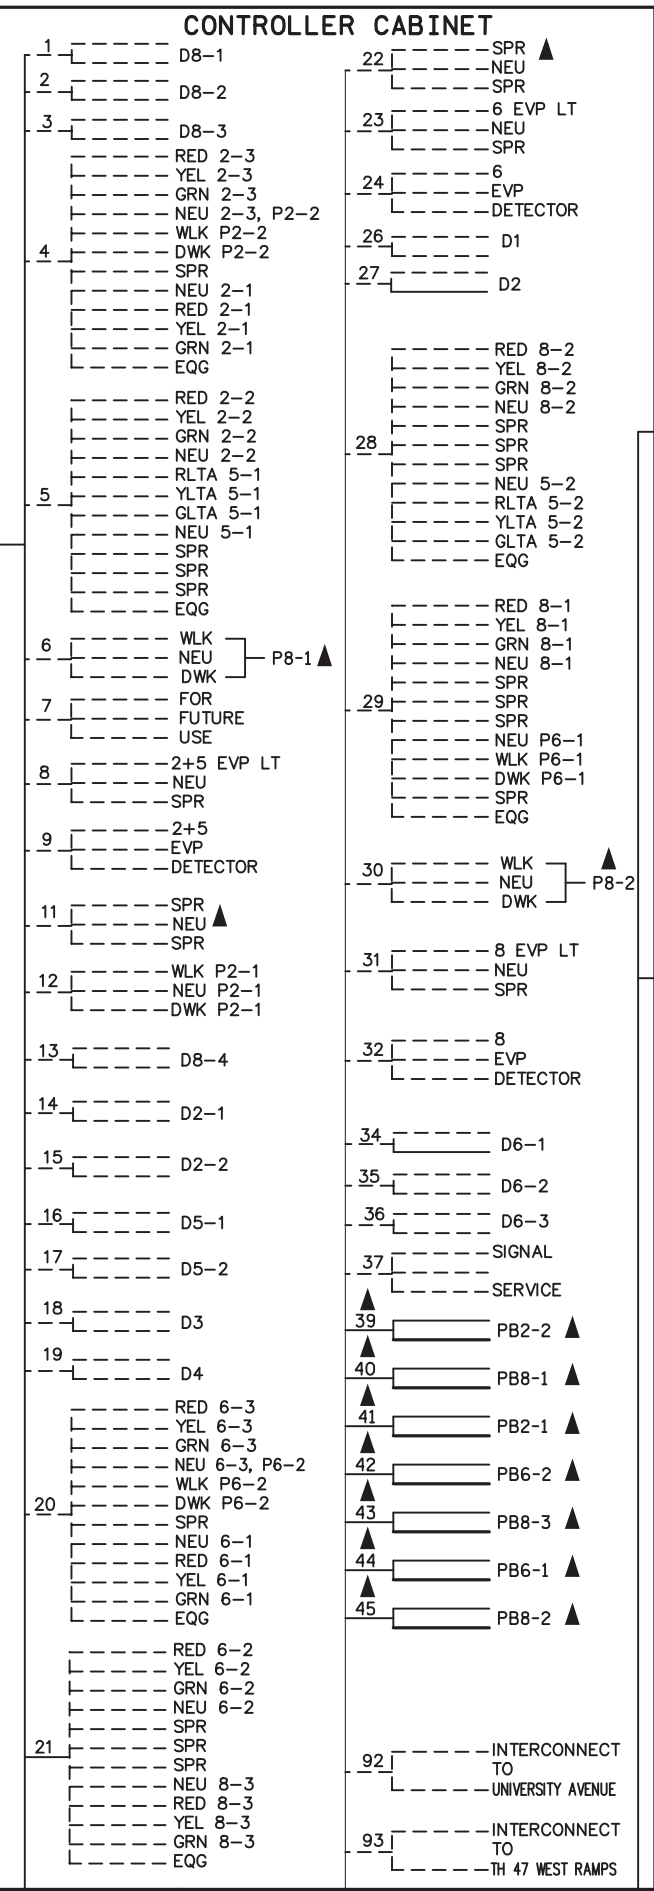 CONTROLLER CABINET
1
D8-1
2
D8-2
3
D8-3
4
RED 2-3
YEL 2-3
GRN 2-3
NEU 2-3, P2-2
WLK P2-2
DWK P2-2
SPR
NEU 2-1
RED 2-1
YEL 2-1
GRN 2-1
EQG
5
RED 2-2
YEL 2-2
GRN 2-2
NEU 2-2
RLTA 5-1
YLTA 5-1
GLTA 5-1
NEU 5-1
SPR
SPR
SPR
EQG
6
WLK
NEU
DWK
P8-1
7
FOR
FUTURE
USE
8
2+5 EVP LT
NEU
SPR
9
2+5
EVP
DETECTOR
11
SPR
NEU
SPR
12
WLK P2-1
NEU P2-1
DWK P2-1
13
D8-4
14
D2-1
15
D2-2
16
D5-1
17
D5-2
18
D3
19
D4
20
RED 6-3
YEL 6-3
GRN 6-3
NEU 6-3, P6-2
WLK P6-2
DWK P6-2
SPR
NEU 6-1
RED 6-1
YEL 6-1
GRN 6-1
EQG
21
RED 6-2
YEL 6-2
GRN 6-2
NEU 6-2
SPR
SPR
SPR
NEU 8-3
RED 8-3
YEL 8-3
GRN 8-3
EQG
22
SPR
NEU
SPR
23
6 EVP LT
NEU
SPR
24
6
EVP
DETECTOR
26
D1
27
D2
28
RED 8-2
YEL 8-2
GRN 8-2
NEU 8-2
SPR
SPR
SPR
NEU 5-2
RLTA 5-2
YLTA 5-2
GLTA 5-2
EQG
29
RED 8-1
YEL 8-1
GRN 8-1
NEU 8-1
SPR
SPR
SPR
NEU P6-1
WLK P6-1
DWK P6-1
SPR
EQG
30
WLK
NEU
DWK
P8-2
31
8 EVP LT
NEU
SPR
32
8
EVP
DETECTOR
34
D6-1
35
D6-2
36
D6-3
37
SIGNAL
SERVICE
39
PB2-2
40
PB8-1
41
PB2-1
42
PB6-2
43
PB8-3
44
PB6-1
45
PB8-2
92
INTERCONNECT
TO
UNIVERSITY AVENUE
93
INTERCONNECT
TO
TH 47 WEST RAMPS